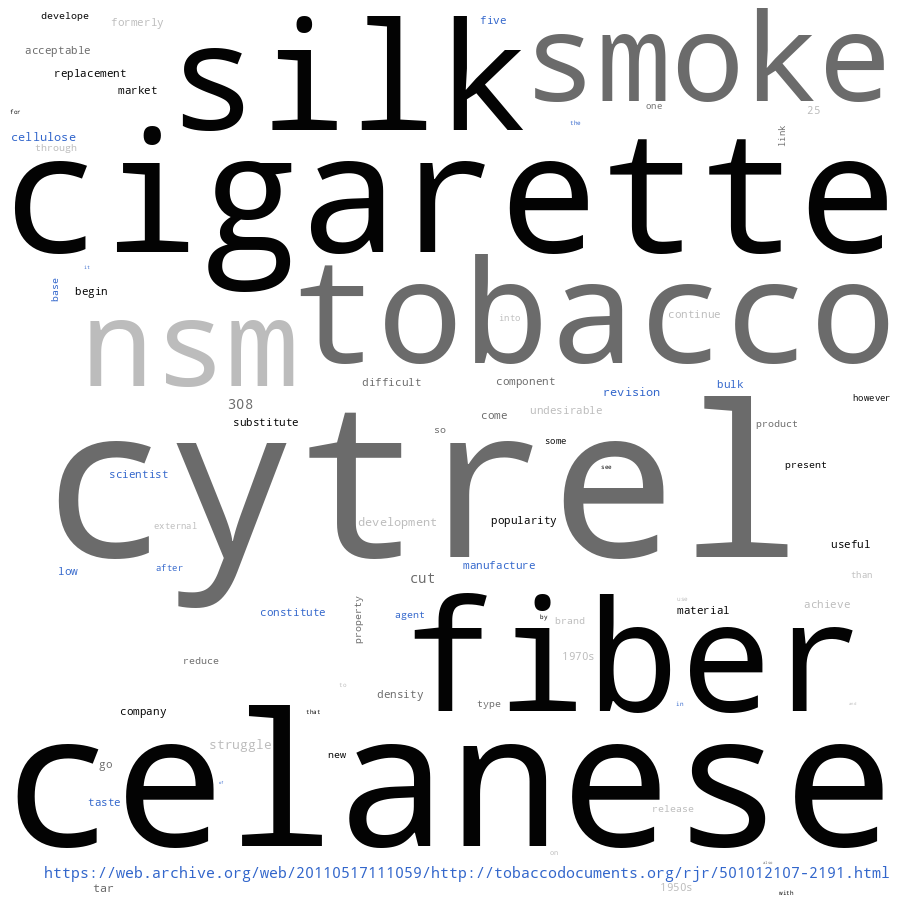 develope
formerly
silk
five
smoke
acceptable
replacement
market
one
25
for
the
cellulose
link
through
cigarette
it
base
begin
tobacco
nsm
into
continue
difficult
component
bulk
revision
308
however
undesirable
come
substitute
product
so
some
cytrel
present
see
scientist
development
popularity
external
useful
manufacture
low
after
than
cut
fiber
use
achieve
constitute
material
agent
by
property
brand
1970s
reduce
to
density
type
in
company
that
celanese
struggle
new
go
of
taste
release
on
also
https://web.archive.org/web/20110517111059/http://tobaccodocuments.org/rjr/501012107-2191.html
tar
1950s
with